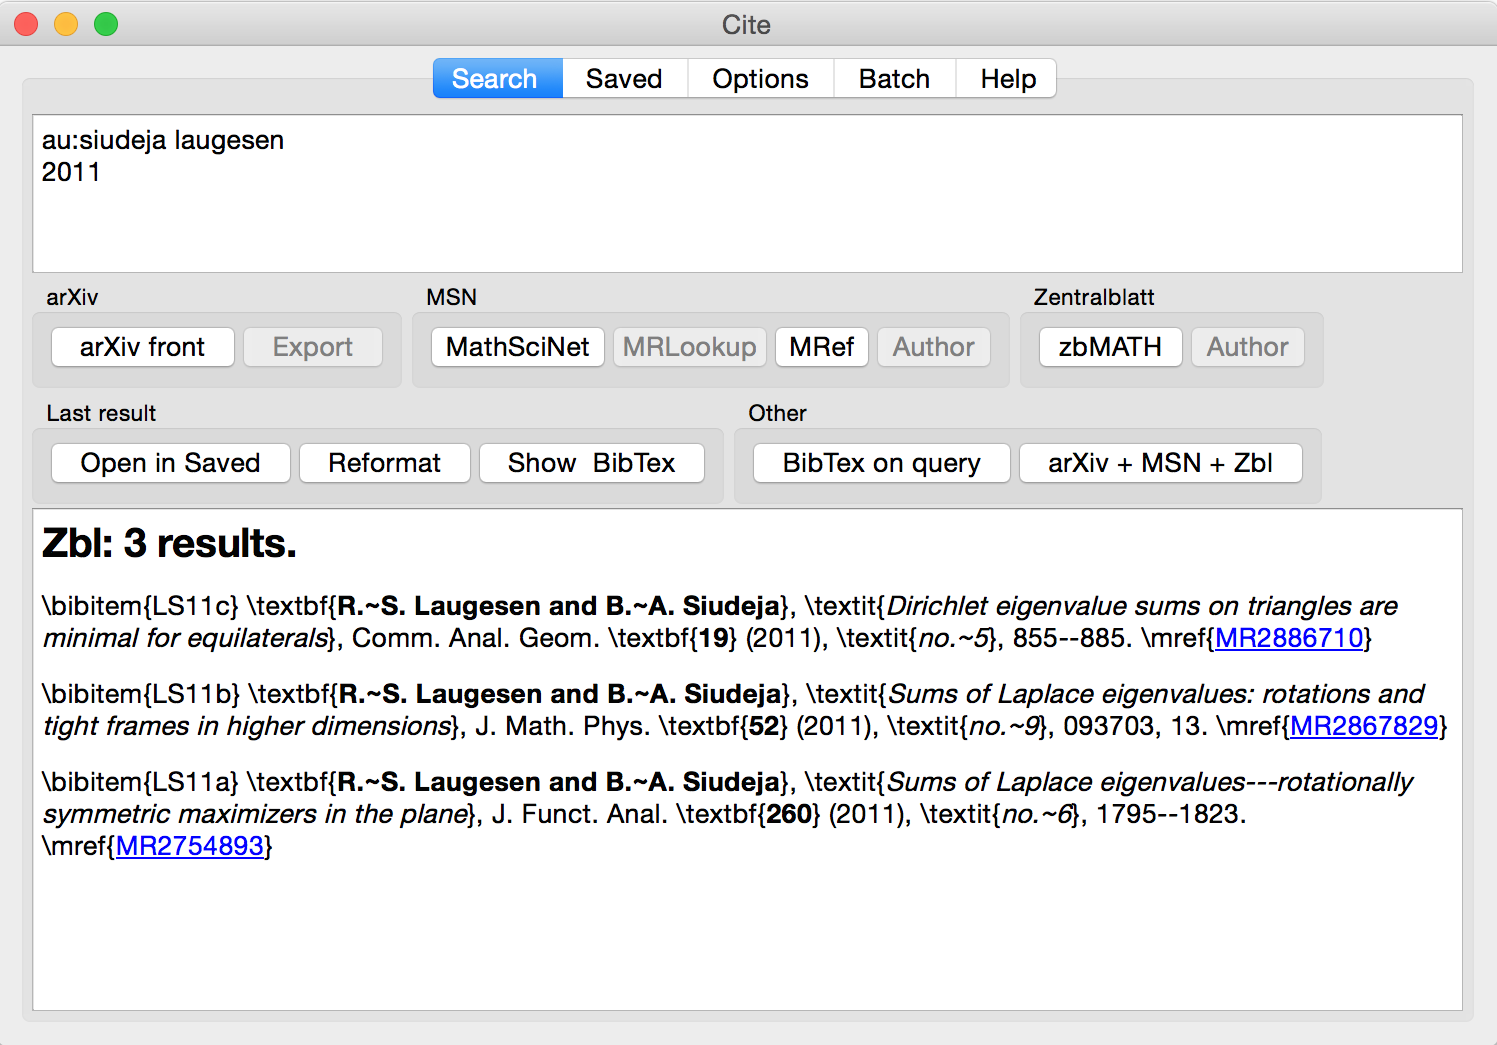 Cite
Search Saved Options Batch Help
au:siudeja laugesen
2011
arXiv MSN Zentralblatt
arXiv front Export MathSciNet MRLookup MRef Author zbMATH Author
Last result Other
Open in Saved Reformat Show BibTex BibTex on query arXiv + MSN + Zbl
Zbl: 3 results.
\bibitem{LS11c} \textbf{R.~S. Laugesen and B.~A. Siudeja}, \textit{Dirichlet eigenvalue sums on triangles are
minimal for equilaterals}, Comm. Anal. Geom. \textbf{19} (2011), \textit{no.~5}, 855--885. \mref{MR2886710}
\bibitem{LS11b} \textbf{R.~S. Laugesen and B.~A. Siudeja}, \textit{Sums of Laplace eigenvalues: rotations and
tight frames in higher dimensions}, J. Math. Phys. \textbf{52} (2011), \textit{no.~9}, 093703, 13. \mref{MR2867829}
\bibitem{LS11a} \textbf{R.~S. Laugesen and B.~A. Siudeja}, \textit{Sums of Laplace eigenvalues---rotationally
symmetric maximizers in the plane}, J. Funct. Anal. \textbf{260} (2011), \textit{no.~6}, 1795--1823.
\mref{MR2754893}